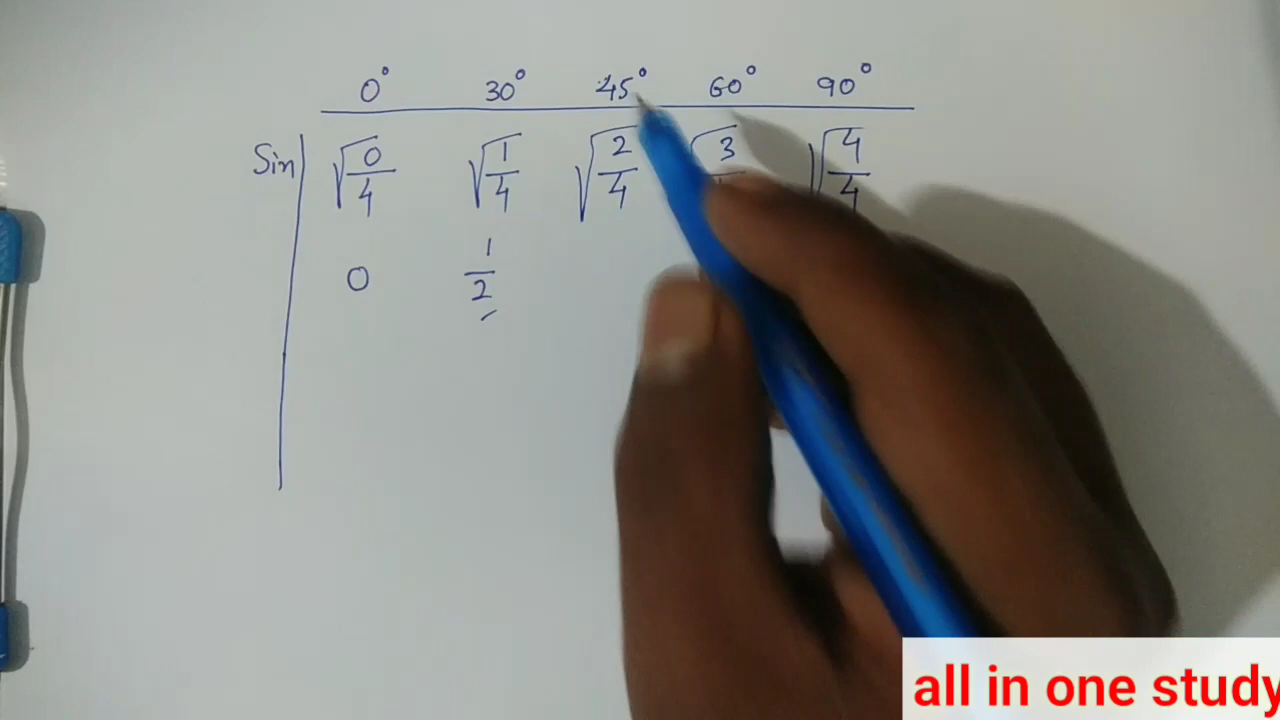 0° 30° 45° 60° 90°
Sin √0/4 √1/4 √2/4 √3 √4/4
0 1/2
all in one study